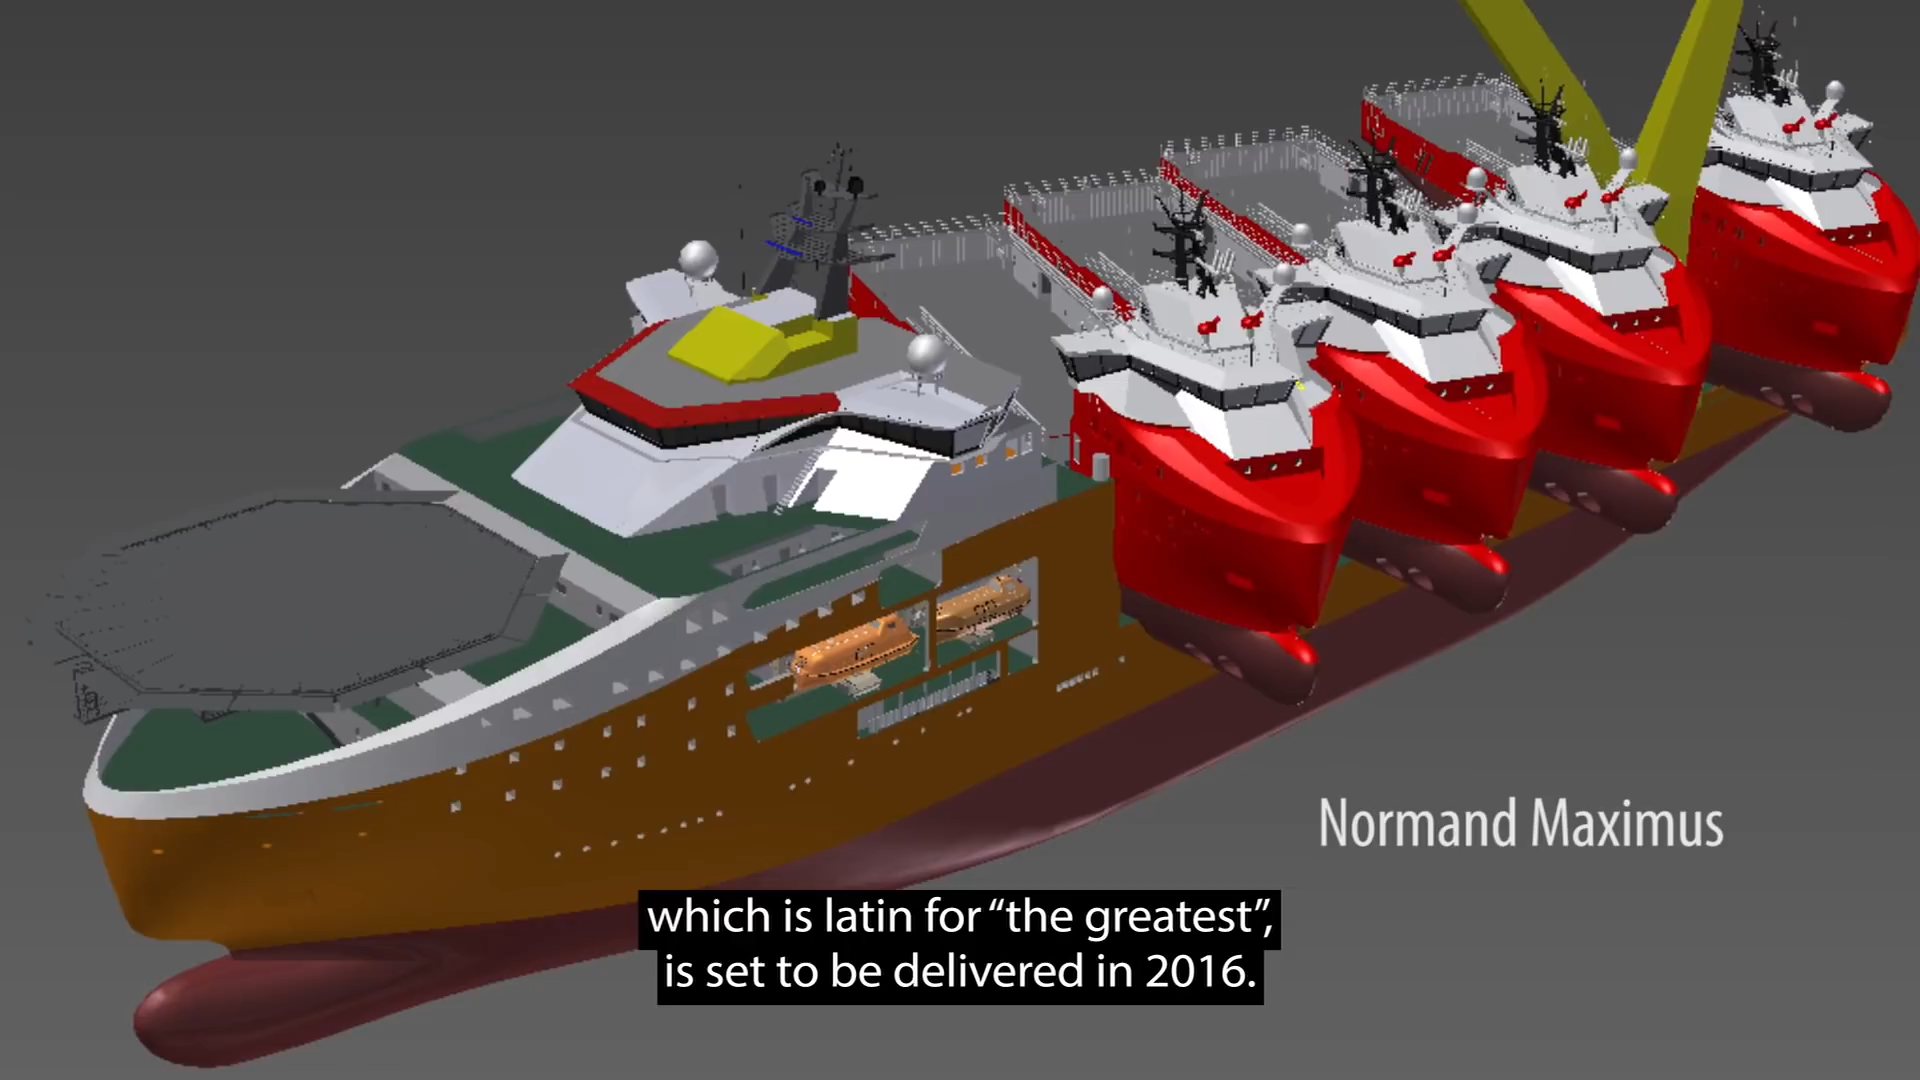 Normand Maximus
which is latin for “the greatest”,
is set to be delivered in 2016.